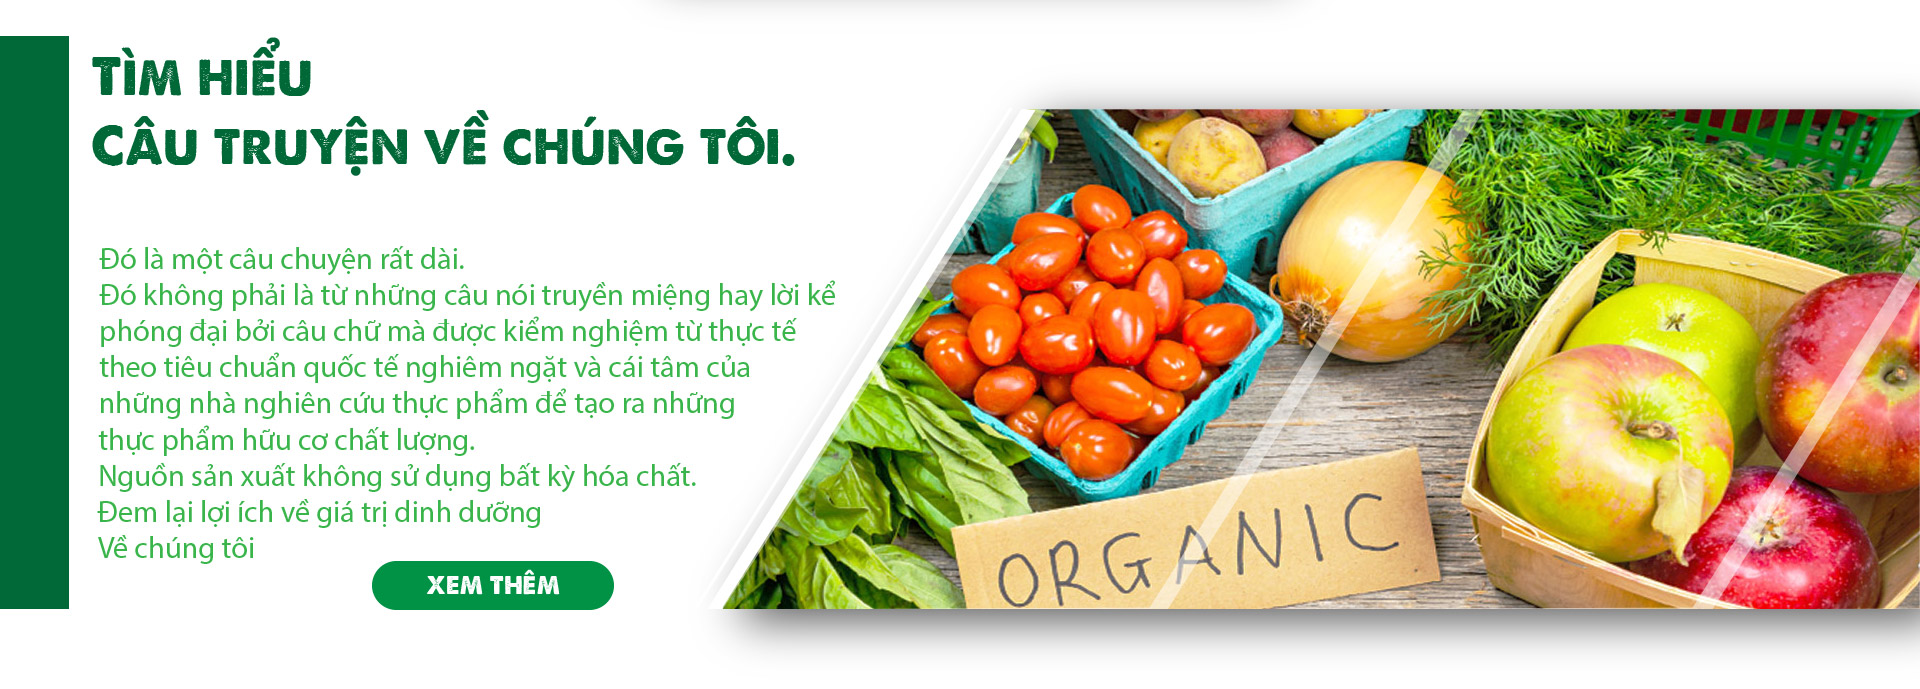 TÌM HIỂU
CÂU TRUYỆN VỀ CHÚNG TÔI.
Đó là một câu chuyện rất dài.
Đó không phải là từ những câu nói truyền miệng hay lời kể
phóng đại bởi câu chữ mà được kiểm nghiệm từ thực tế
theo tiêu chuẩn quốc tế nghiêm ngặt và cái tâm của
những nhà nghiên cứu thực phẩm để tạo ra những
thực phẩm hữu cơ chất lượng.
Nguồn sản xuất không sử dụng bất kỳ hóa chất.
Đem lại lợi ích về giá trị dinh dưỡng
Về chúng tôi
XEM THÊM
ORGANIC